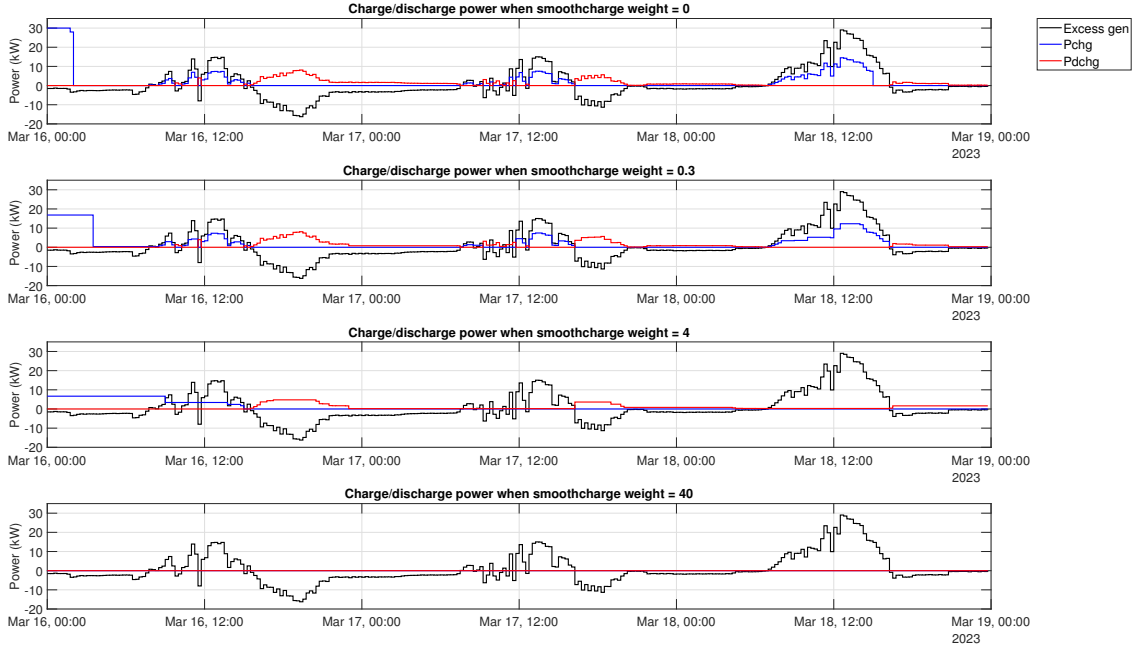 Charge/discharge power when smoothcharge weight = 0
Excess gen
Pchg
Pdchg
Power (kW)
30
20
10
0
-10
-20
Mar 16, 00:00 Mar 16, 12:00 Mar 17, 00:00 Mar 17, 12:00 Mar 18, 00:00 Mar 18, 12:00 Mar 19, 00:00
2023
Charge/discharge power when smoothcharge weight = 0.3
Power (kW)
30
20
10
0
-10
-20
Mar 16, 00:00 Mar 16, 12:00 Mar 17, 00:00 Mar 17, 12:00 Mar 18, 00:00 Mar 18, 12:00 Mar 19, 00:00
2023
Charge/discharge power when smoothcharge weight = 4
Power (kW)
30
20
10
0
-10
-20
Mar 16, 00:00 Mar 16, 12:00 Mar 17, 00:00 Mar 17, 12:00 Mar 18, 00:00 Mar 18, 12:00 Mar 19, 00:00
2023
Charge/discharge power when smoothcharge weight = 40
Power (kW)
30
20
10
0
-10
-20
Mar 16, 00:00 Mar 16, 12:00 Mar 17, 00:00 Mar 17, 12:00 Mar 18, 00:00 Mar 18, 12:00 Mar 19, 00:00
2023